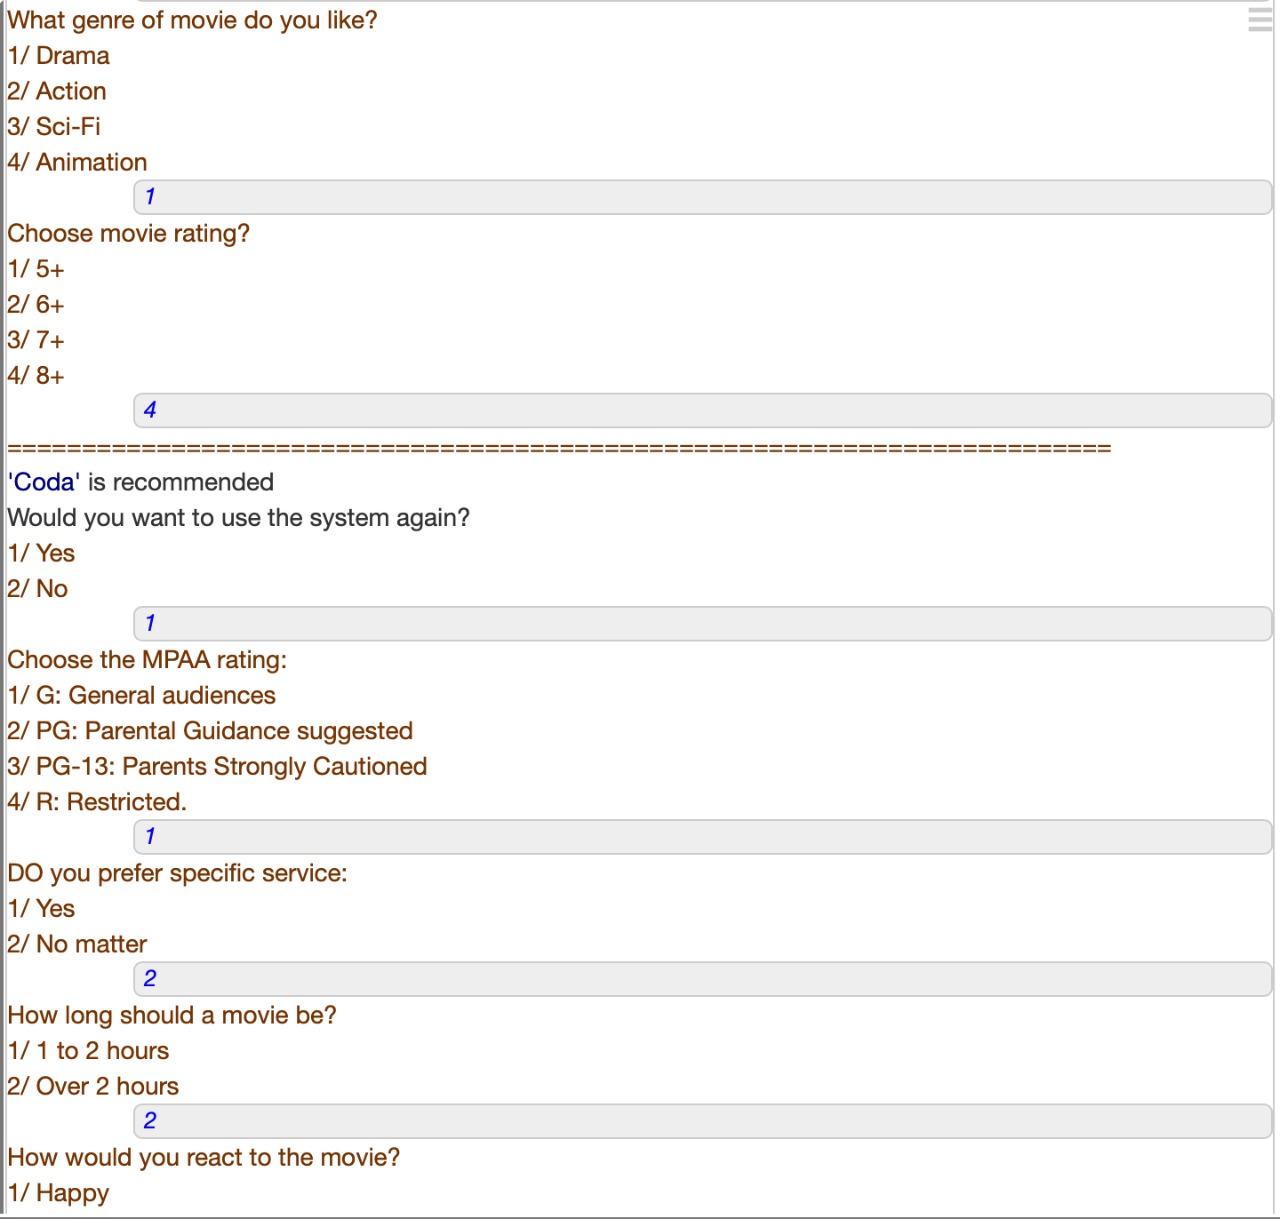 What genre of movie do you like?
1/ Drama
2/ Action
3/ Sci-Fi
4/ Animation
1
Choose movie rating?
1/ 5+
2/ 6+
3/ 7+
4/ 8+
4
==========================================================================
'Coda' is recommended
Would you want to use the system again?
1/ Yes
2/ No
1
Choose the MPAA rating:
1/ G: General audiences
2/ PG: Parental Guidance suggested
3/ PG-13: Parents Strongly Cautioned
4/ R: Restricted.
1
DO you prefer specific service:
1/ Yes
2/ No matter
2
How long should a movie be?
1/ 1 to 2 hours
2/ Over 2 hours
2
How would you react to the movie?
1/ Happy